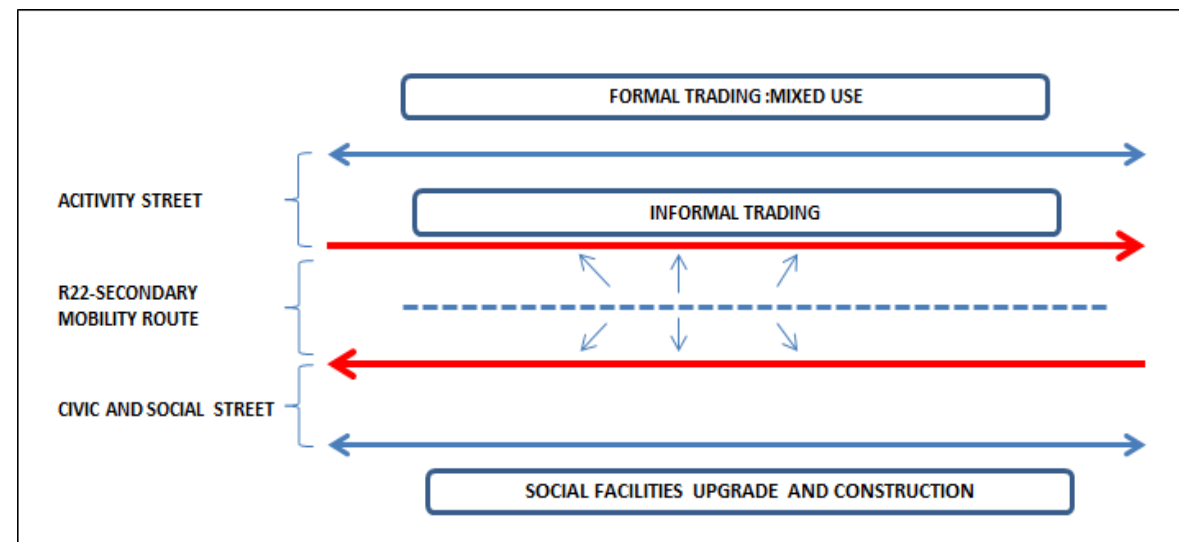 FORMAL TRADING :MIXED USE
ACITIVITY STREET
INFORMAL TRADING
R22-SECONDARY
MOBILITY ROUTE
CIVIC AND SOCIAL STREET
SOCIAL FACILITIES UPGRADE AND CONSTRUCTION